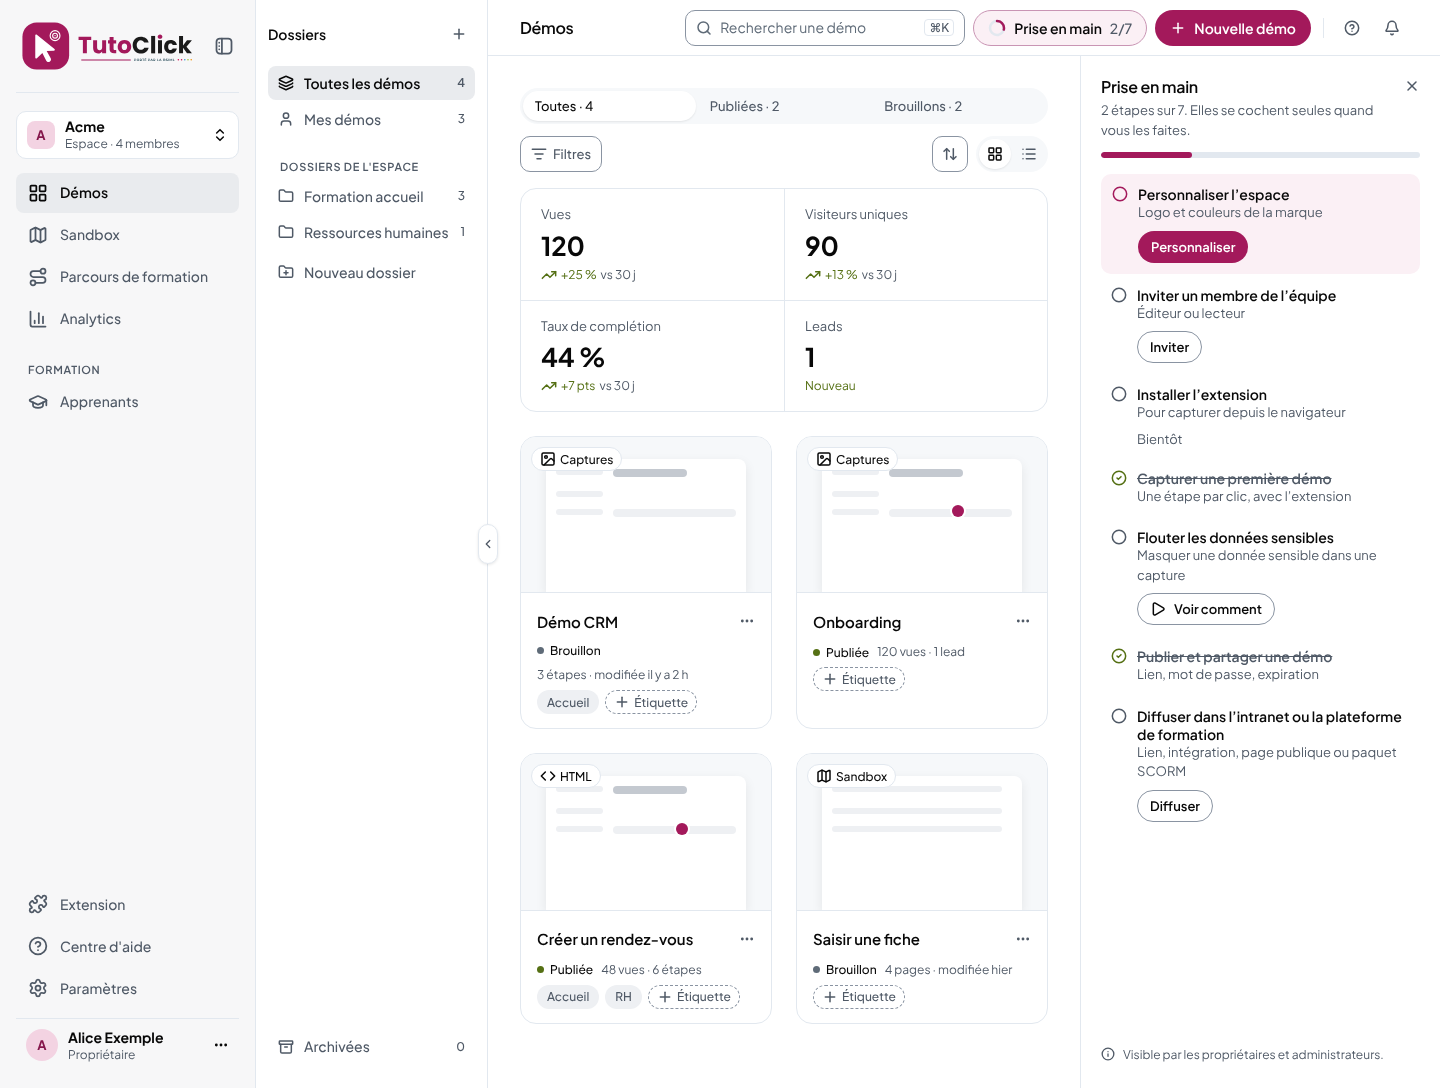 TutoClick
Acme
A
Espace · 4 membres
Démos
Sandbox
Parcours de formation
Analytics
FORMATION
Apprenants
Extension
Centre d'aide
Paramètres
A
Alice Exemple
Propriétaire
Dossiers
Toutes les démos 4
Mes démos 3
DOSSIERS DE L'ESPACE
Formation accueil 3
Ressources humaines 1
Nouveau dossier
Archivées 0
Démos
Rechercher une démo ⌘K
Prise en main 2/7
Nouvelle démo
Toutes · 4
Publiées · 2
Brouillons · 2
Filtres
Vues
120
+25 % vs 30 j
Visiteurs uniques
90
+13 % vs 30 j
Taux de complétion
44 %
+7 pts vs 30 j
Leads
1
Nouveau
Captures
Démo CRM
Brouillon
3 étapes · modifiée il y a 2 h
Accueil
Étiquette
Captures
Onboarding
Publiée 120 vues · 1 lead
Étiquette
HTML
Créer un rendez-vous
Publiée 48 vues · 6 étapes
Accueil
RH
Étiquette
Sandbox
Saisir une fiche
Brouillon 4 pages · modifiée hier
Étiquette
Prise en main
2 étapes sur 7. Elles se cochent seules quand
vous les faites.
Personnaliser l’espace
Logo et couleurs de la marque
Personnaliser
Inviter un membre de l’équipe
Éditeur ou lecteur
Inviter
Installer l’extension
Pour capturer depuis le navigateur
Bientôt
Capturer une première démo
Une étape par clic, avec l’extension
Flouter les données sensibles
Masquer une donnée sensible dans une
capture
Voir comment
Publier et partager une démo
Lien, mot de passe, expiration
Diffuser dans l’intranet ou la plateforme
de formation
Lien, intégration, page publique ou paquet
SCORM
Diffuser
Visible par les propriétaires et administrateurs.